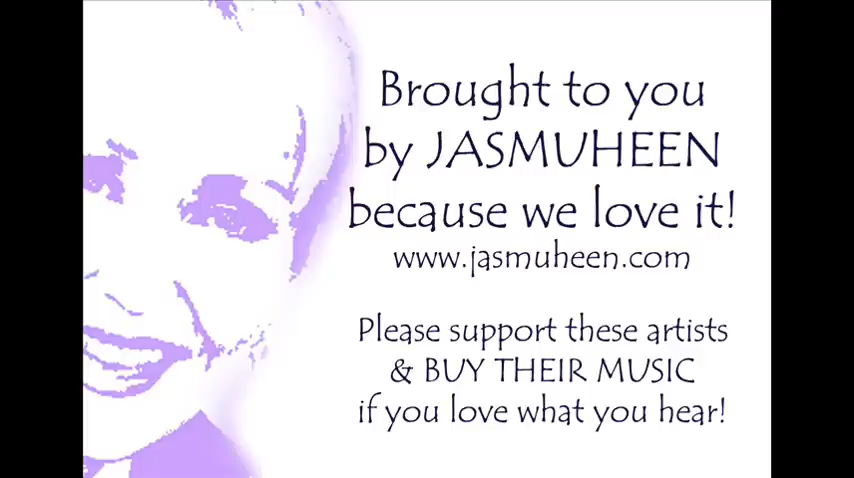 Brought to you
by JASMUHEEN
because we love it!
www.jasmuheen.com
Please support these artists
& BUY THEIR MUSIC
if you love what you hear!